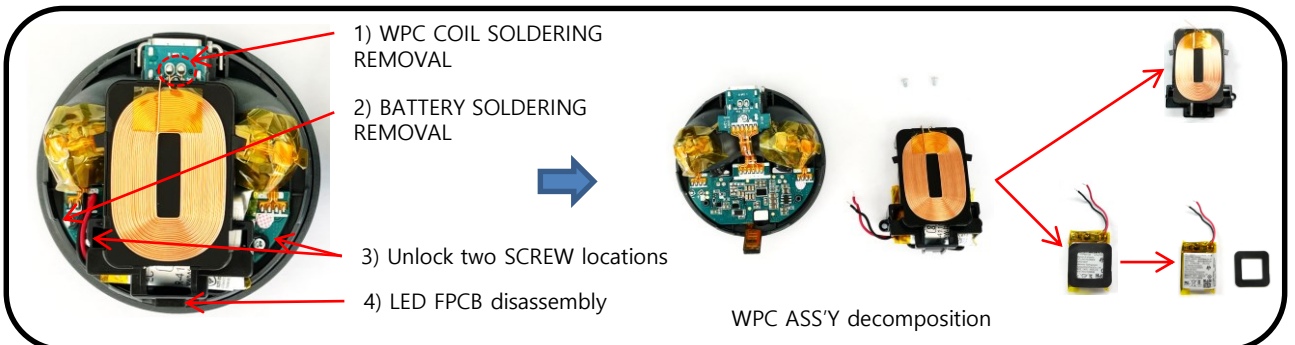 1) WPC COIL SOLDERING
REMOVAL
2) BATTERY SOLDERING
REMOVAL
3) Unlock two SCREW locations
4) LED FPCB disassembly
WPC ASS'Y decomposition